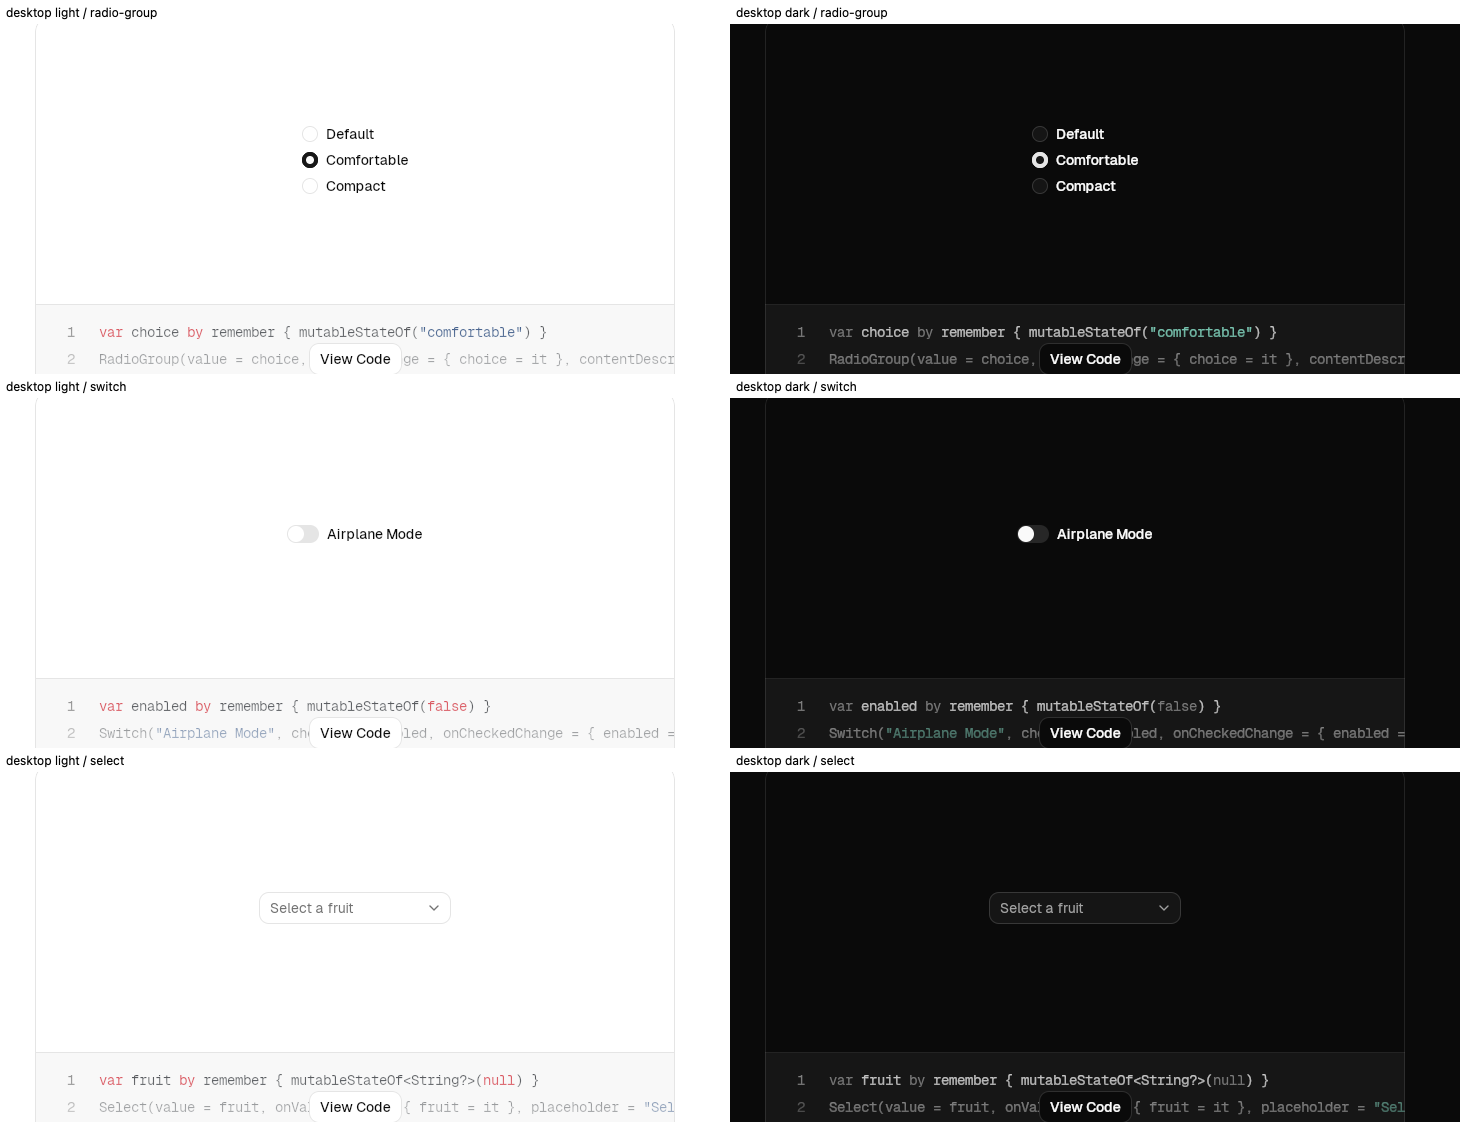 desktop light / radio-group
Default
Comfortable
Compact
1 var choice by remember { mutableStateOf("comfortable") }
2 RadioGroup(value = choice, View Code ge = { choice = it }, contentDescr
desktop dark / radio-group
Default
Comfortable
Compact
1 var choice by remember { mutableStateOf("comfortable") }
2 RadioGroup(value = choice, View Code ge = { choice = it }, contentDescr
desktop light / switch
Airplane Mode
1 var enabled by remember { mutableStateOf(false) }
2 Switch("Airplane Mode", che View Code led, onCheckedChange = { enabled =
desktop dark / switch
Airplane Mode
1 var enabled by remember { mutableStateOf(false) }
2 Switch("Airplane Mode", che View Code led, onCheckedChange = { enabled =
desktop light / select
Select a fruit
1 var fruit by remember { mutableStateOf<String?>(null) }
2 Select(value = fruit, onVal View Code { fruit = it }, placeholder = "Sel
desktop dark / select
Select a fruit
1 var fruit by remember { mutableStateOf<String?>(null) }
2 Select(value = fruit, onVal View Code { fruit = it }, placeholder = "Sel